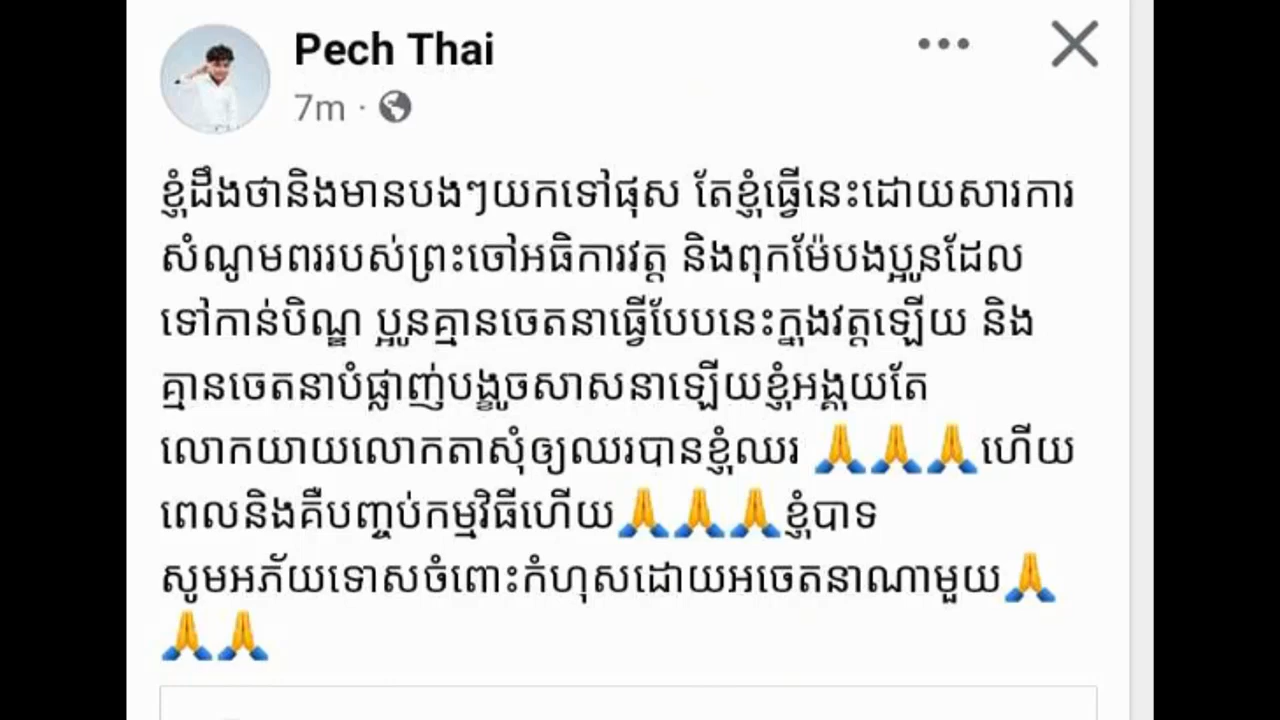 Pech Thai
7m ·
ខ្ញុំដឹងថានិងមានបងៗយកទៅផុស តែខ្ញុំធ្វើនេះដោយសារការ
សំណូមពររបស់ព្រះចៅអធិការវត្ត និងពុកម៉ែបងប្អូនដែល
ទៅកាន់បិណ្ឌ ប្អូនគ្មានចេតនាធ្វើបែបនេះក្នុងវត្តឡើយ និង
គ្មានចេតនាបំផ្លាញ់បង្ខូចសាសនាឡើយខ្ញុំអង្គុយតែ
លោកយាយលោកតាសុំឲ្យឈរបានខ្ញុំឈរ 🙏🙏🙏ហើយ
ពេលនិងគឺបញ្ចប់កម្មវិធីហើយ🙏🙏🙏ខ្ញុំបាទ
សូមអភ័យទោសចំពោះកំហុសដោយអចេតនាណាមួយ🙏
🙏🙏